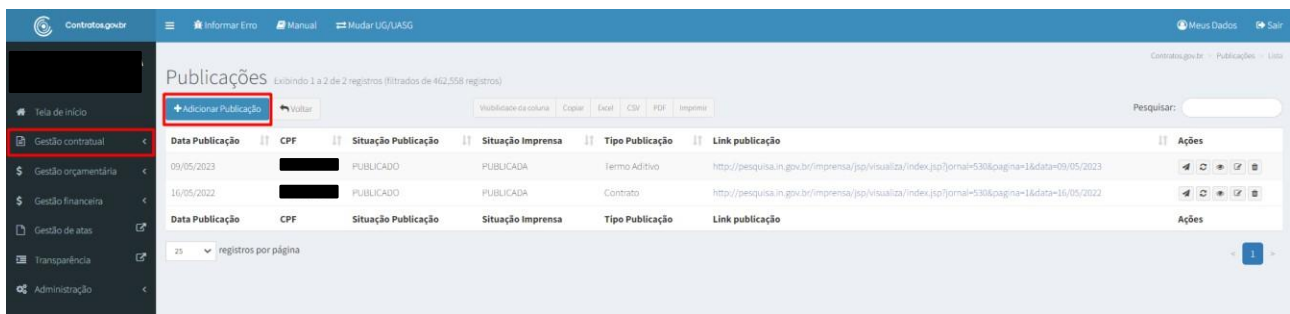 Contratos.gov.br
Informar Erro Manual Mudar UG/UASG
Meus Dados Sair
Contratos.gov.br > Publicações > Lista
Publicações Exibindo 1 a 2 de 2 registros (filtrados de 462,558 registros)
Adicionar Publicação Voltar
Visibilidade da coluna Copiar Excel CSV PDF Imprimir
Pesquisar:
Tela de início
Gestão contratual
Gestão orçamentária
Gestão financeira
Gestão de atas
Transparência
Administração
Data Publicação CPF Situação Publicação Situação Imprensa Tipo Publicação Link publicação Ações
09/05/2023 PUBLICADO PUBLICADA Termo Aditivo http://pesquisa.in.gov.br/imprensa/jsp/visualiza/index.jsp?jornal=530&pagina=1&data=09/05/2023
16/05/2022 PUBLICADO PUBLICADA Contrato http://pesquisa.in.gov.br/imprensa/jsp/visualiza/index.jsp?jornal=530&pagina=1&data=16/05/2022
Data Publicação CPF Situação Publicação Situação Imprensa Tipo Publicação Link publicação Ações
25 registros por página
< 1 >